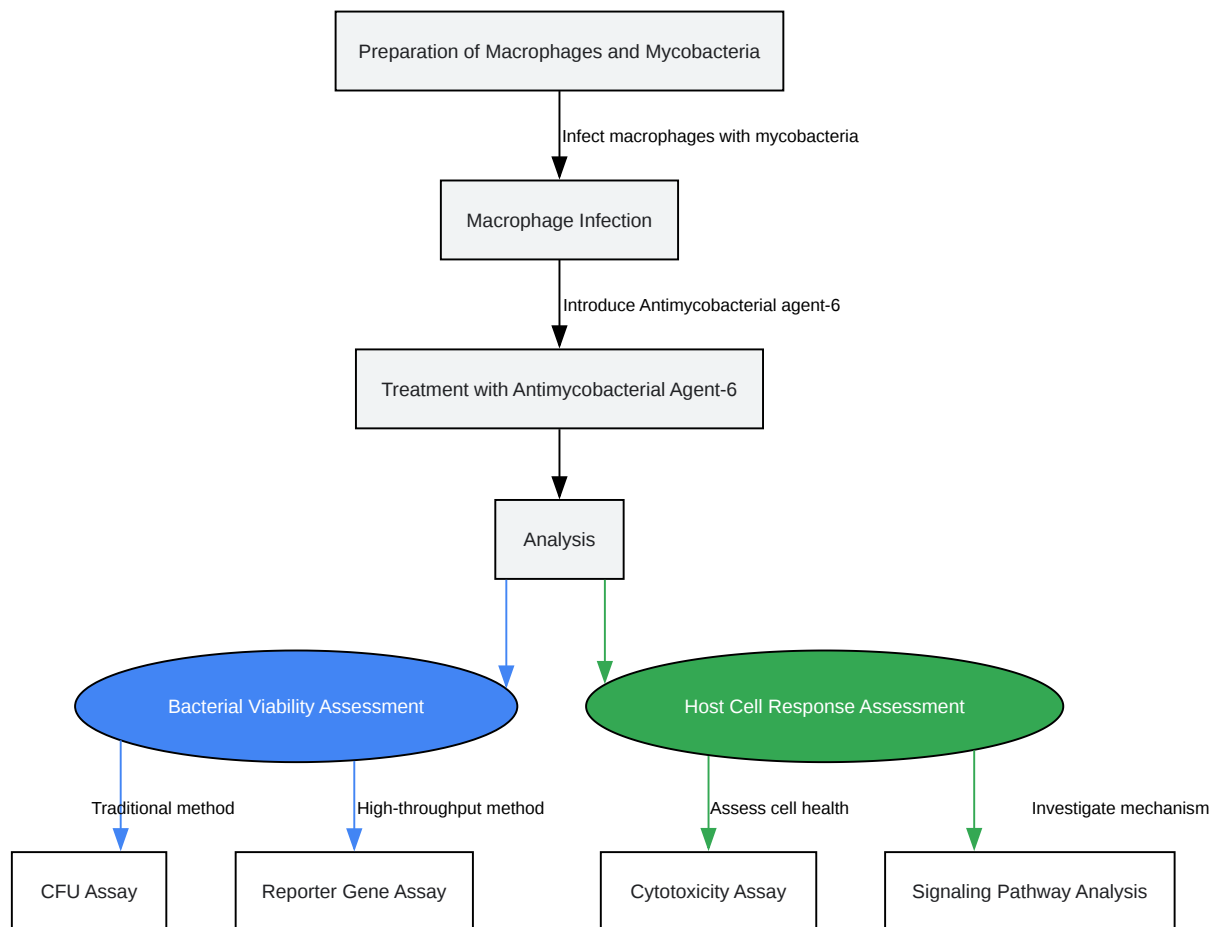 Preparation of Macrophages and Mycobacteria
Infect macrophages with mycobacteria
Macrophage Infection
Introduce Antimycobacterial agent-6
Treatment with Antimycobacterial Agent-6
Analysis
Bacterial Viability Assessment
Host Cell Response Assessment
Traditional method
High-throughput method
Assess cell health
Investigate mechanism
CFU Assay
Reporter Gene Assay
Cytotoxicity Assay
Signaling Pathway Analysis